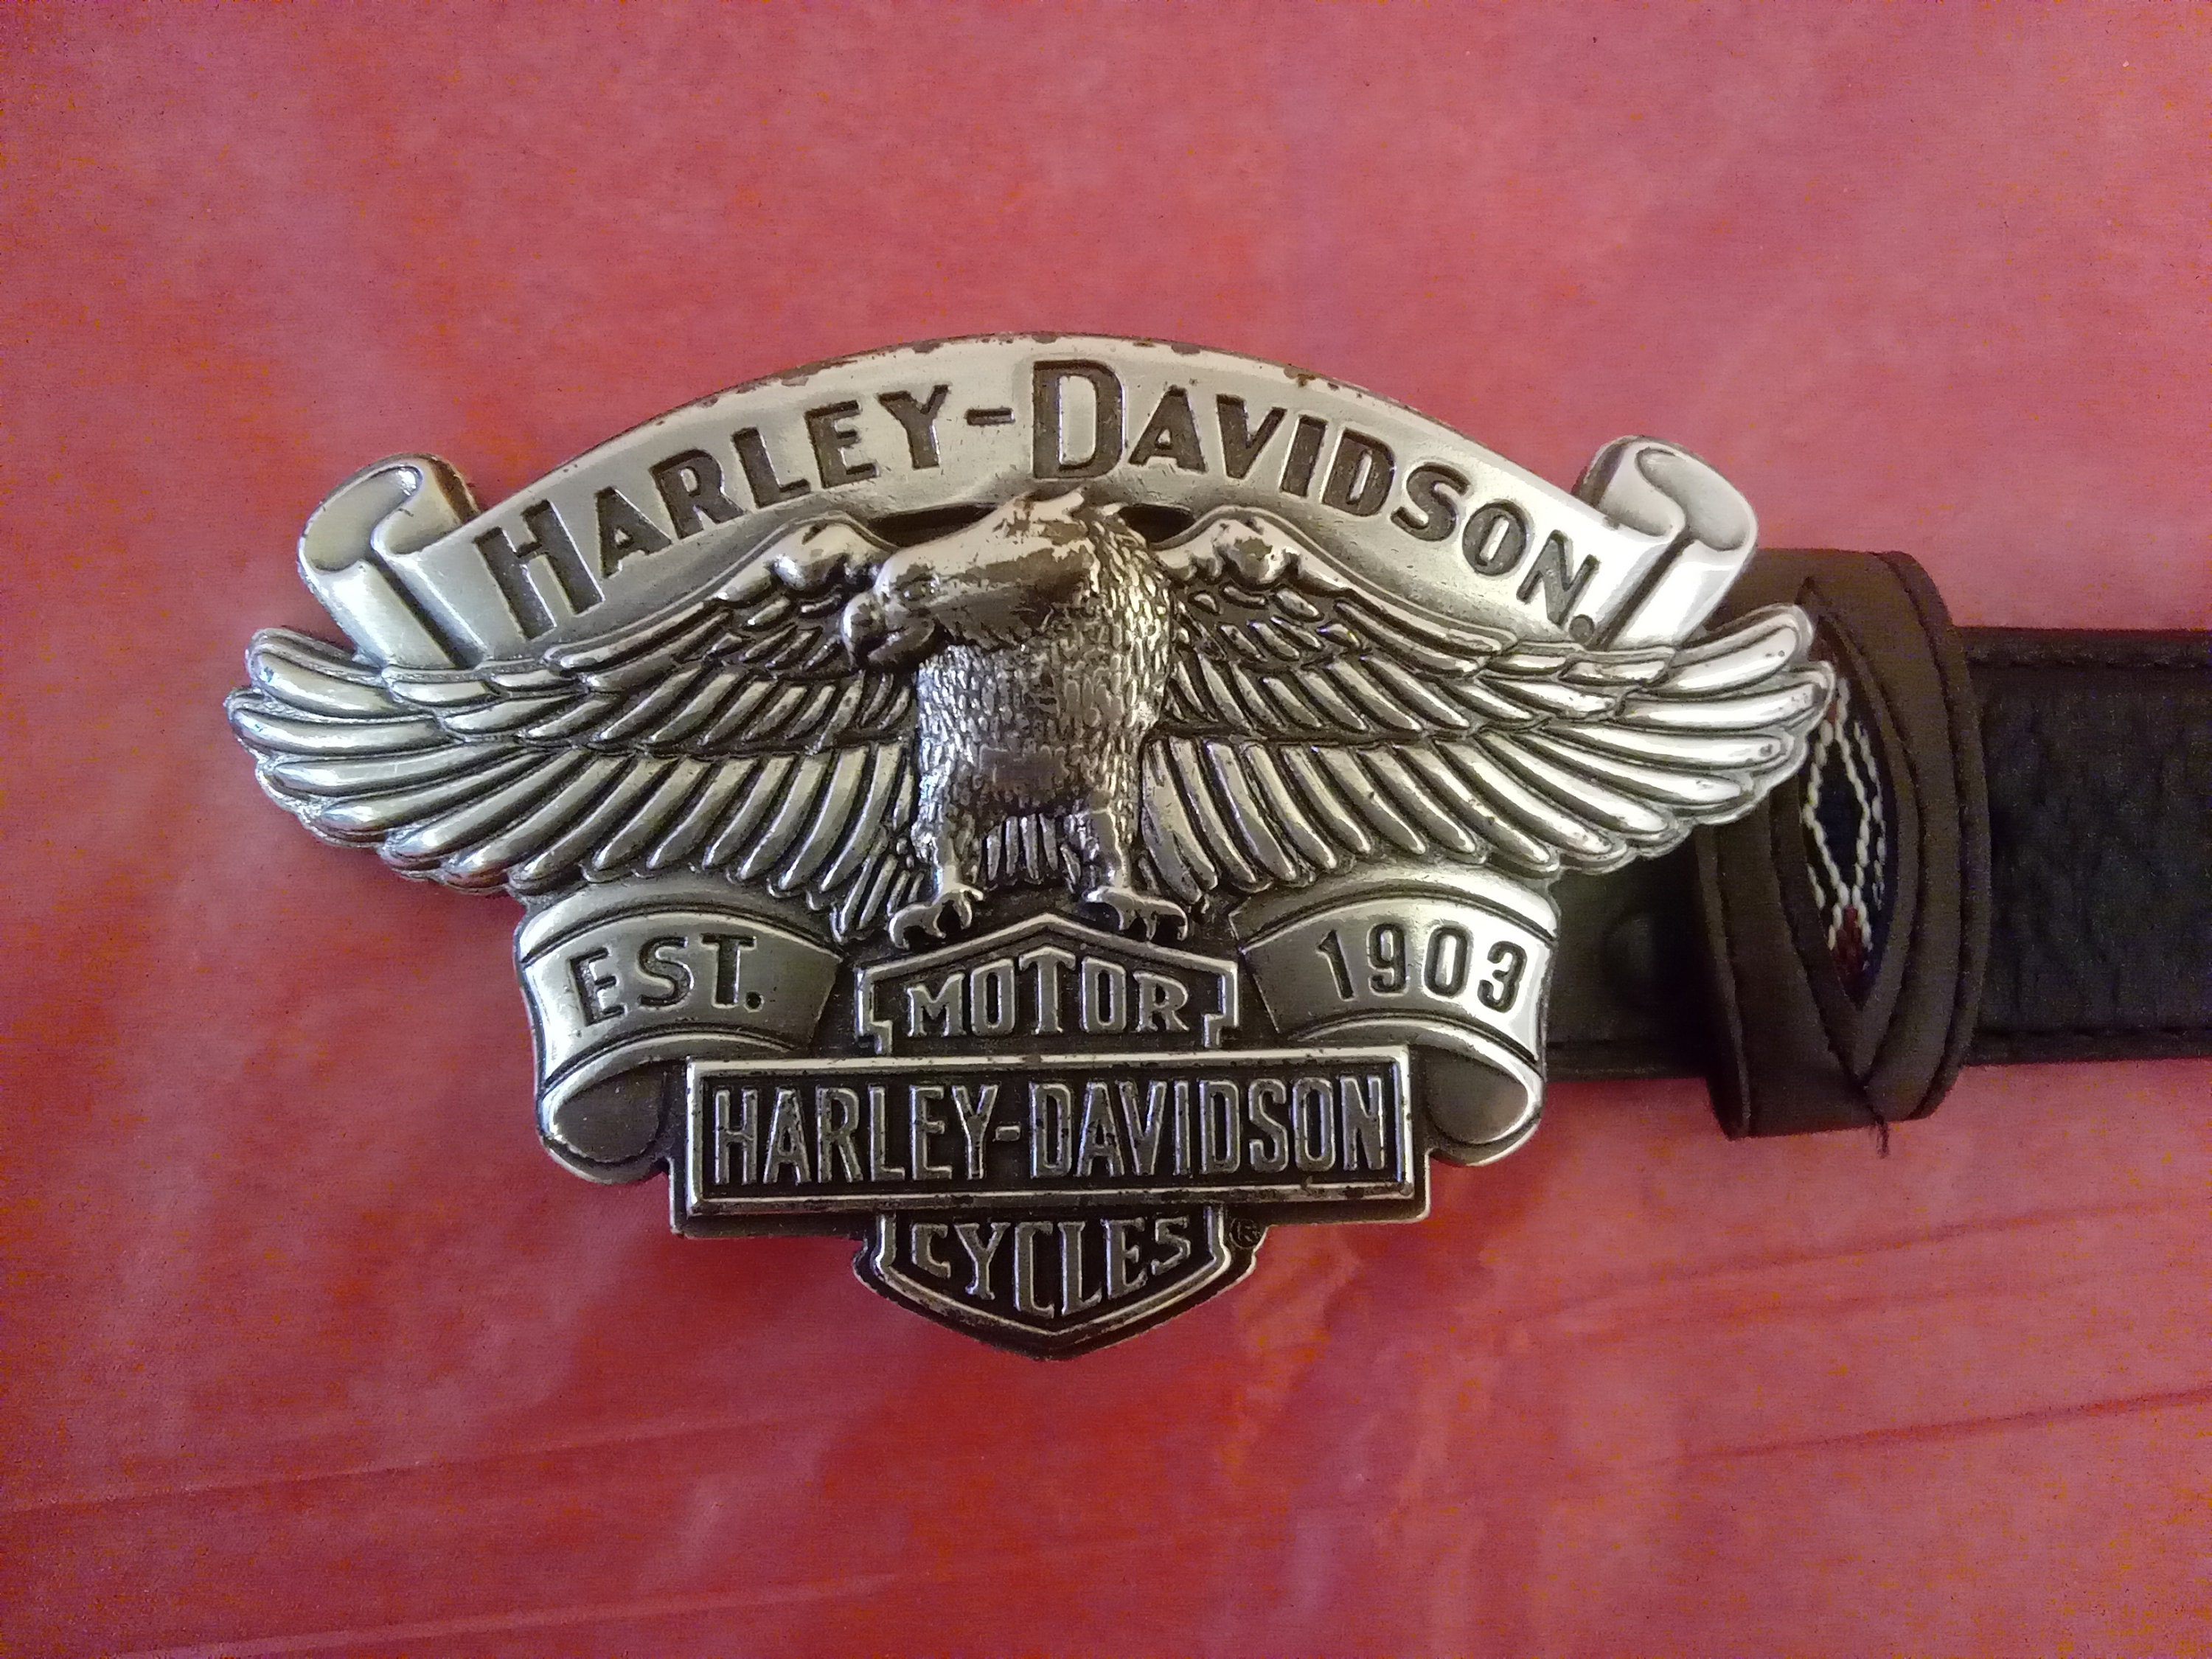 HARLEY-DAVIDSON.
EST.
1903
MOTOR
HARLEY-DAVIDSON
CYCLES ®